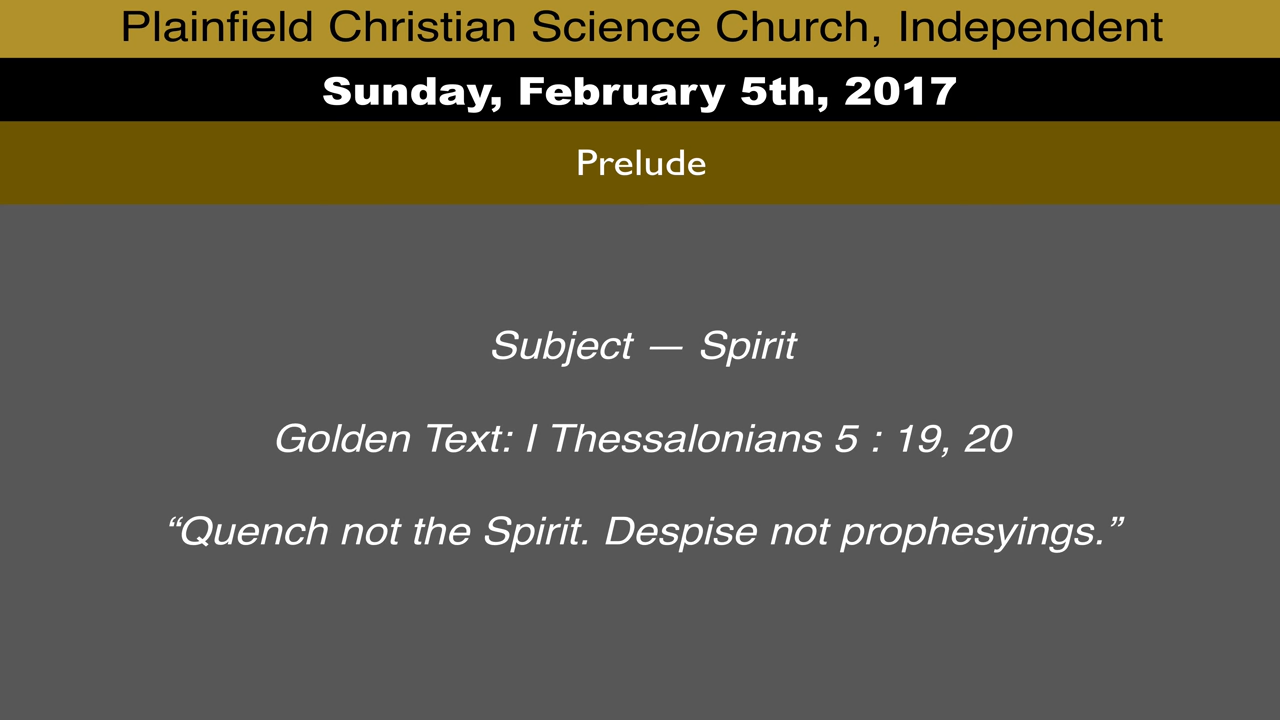 Plainfield Christian Science Church, Independent
Sunday, February 5th, 2017
Prelude
Subject — Spirit
Golden Text: I Thessalonians 5 : 19, 20
“Quench not the Spirit. Despise not prophesyings.”